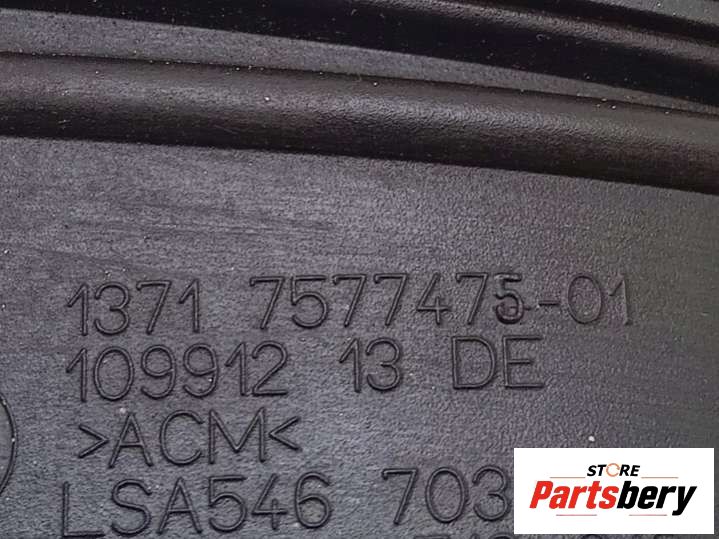 1371 7577475-01
109912 13 DE
>ACM<
LSA546 703
STORE
Partsbery